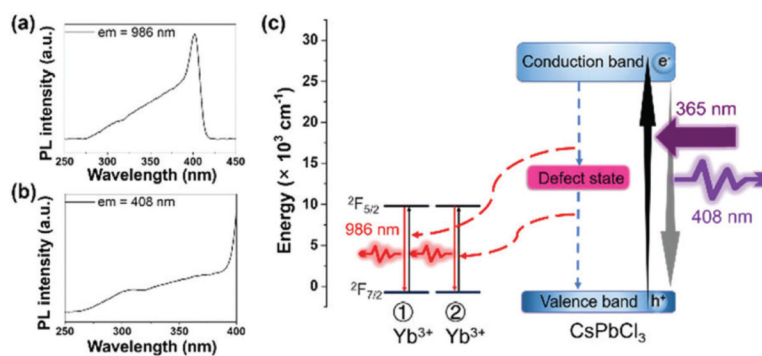 (a)
em = 986 nm
PL intensity (a.u.)
250 300 350 400 450
Wavelength (nm)
(b)
em = 408 nm
PL intensity (a.u.)
250 300 350 400
Wavelength (nm)
(c)
Energy (× 10³ cm⁻¹)
30
25
20
15
10
5
0
Conduction band e⁻
365 nm
Defect state
408 nm
²F₅/₂
986 nm
²F₇/₂
① ②
Yb³⁺ Yb³⁺
Valence band h⁺
CsPbCl₃